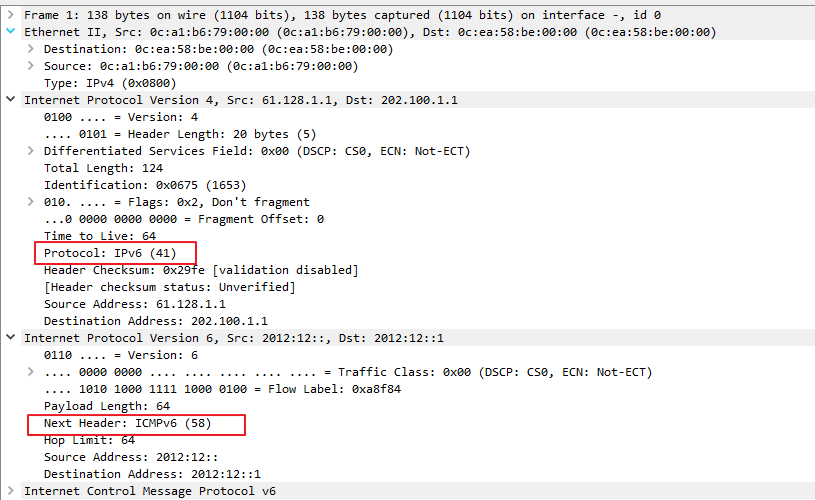 Frame 1: 138 bytes on wire (1104 bits), 138 bytes captured (1104 bits) on interface -, id 0
Ethernet II, Src: 0c:a1:b6:79:00:00 (0c:a1:b6:79:00:00), Dst: 0c:ea:58:be:00:00 (0c:ea:58:be:00:00)
Destination: 0c:ea:58:be:00:00 (0c:ea:58:be:00:00)
Source: 0c:a1:b6:79:00:00 (0c:a1:b6:79:00:00)
Type: IPv4 (0x0800)
Internet Protocol Version 4, Src: 61.128.1.1, Dst: 202.100.1.1
0100 .... = Version: 4
.... 0101 = Header Length: 20 bytes (5)
Differentiated Services Field: 0x00 (DSCP: CS0, ECN: Not-ECT)
Total Length: 124
Identification: 0x0675 (1653)
010. .... = Flags: 0x2, Don't fragment
...0 0000 0000 0000 = Fragment Offset: 0
Time to Live: 64
Protocol: IPv6 (41)
Header Checksum: 0x29fe [validation disabled]
[Header checksum status: Unverified]
Source Address: 61.128.1.1
Destination Address: 202.100.1.1
Internet Protocol Version 6, Src: 2012:12::, Dst: 2012:12::1
0110 .... = Version: 6
.... 0000 0000 .... .... .... .... .... = Traffic Class: 0x00 (DSCP: CS0, ECN: Not-ECT)
.... 1010 1000 1111 1000 0100 = Flow Label: 0xa8f84
Payload Length: 64
Next Header: ICMPv6 (58)
Hop Limit: 64
Source Address: 2012:12::
Destination Address: 2012:12::1
Internet Control Message Protocol v6